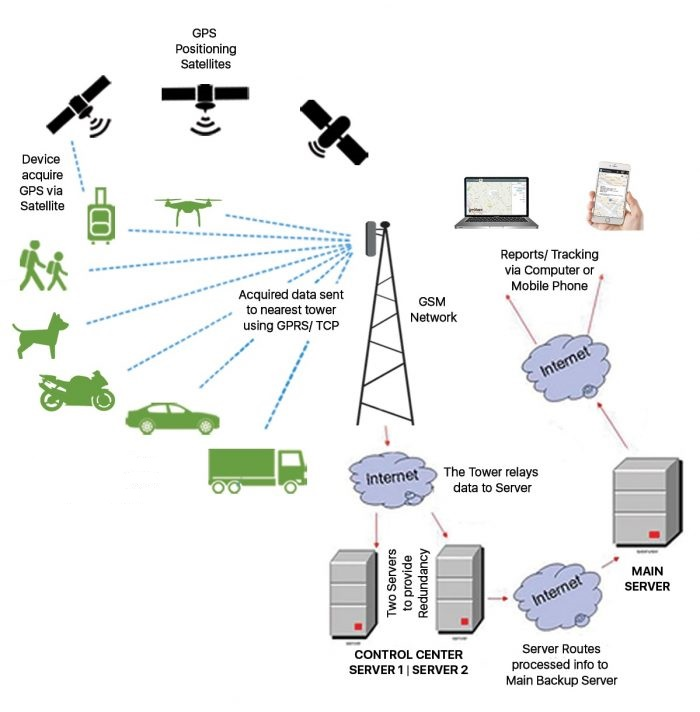 GPS
Positioning
Satellites
Device
acquire
GPS via
Satellite
Reports/ Tracking
via Computer or
Mobile Phone
Acquired data sent
to nearest tower
using GPRS/ TCP
GSM
Network
Internet
Internet
The Tower relays
data to Server
Two Servers
to provide
Redundancy
Internet
MAIN
SERVER
CONTROL CENTER
SERVER 1 | SERVER 2
Server Routes
processed info to
Main Backup Server